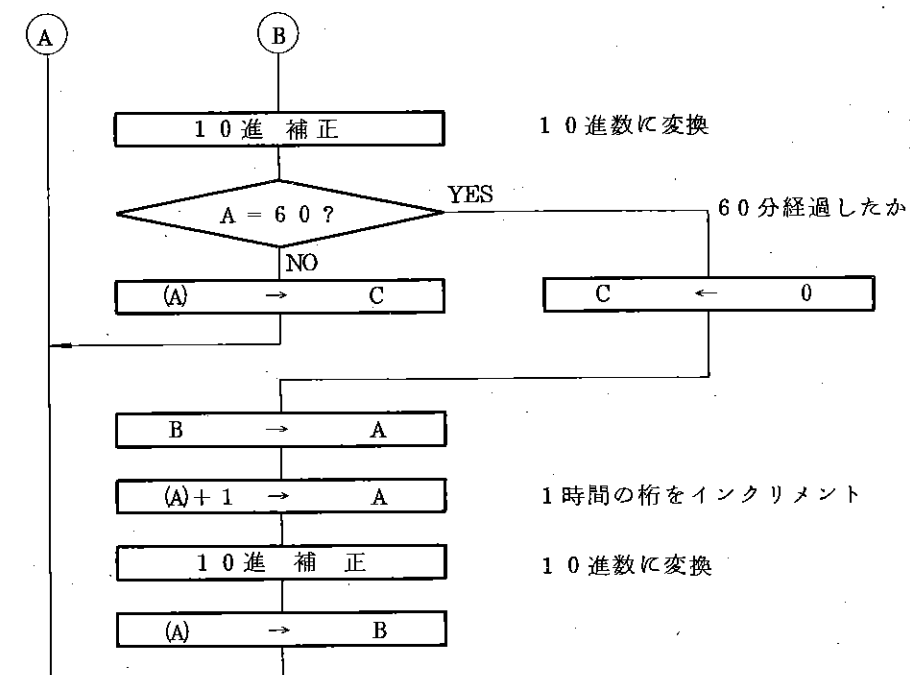 A B
10進 補正 10進数に変換
YES
A=60? 60分経過したか
NO
(A) → C C ← 0
B → A
(A)+1 → A 1時間の桁をインクリメント
10進 補正 10進数に変換
(A) → B